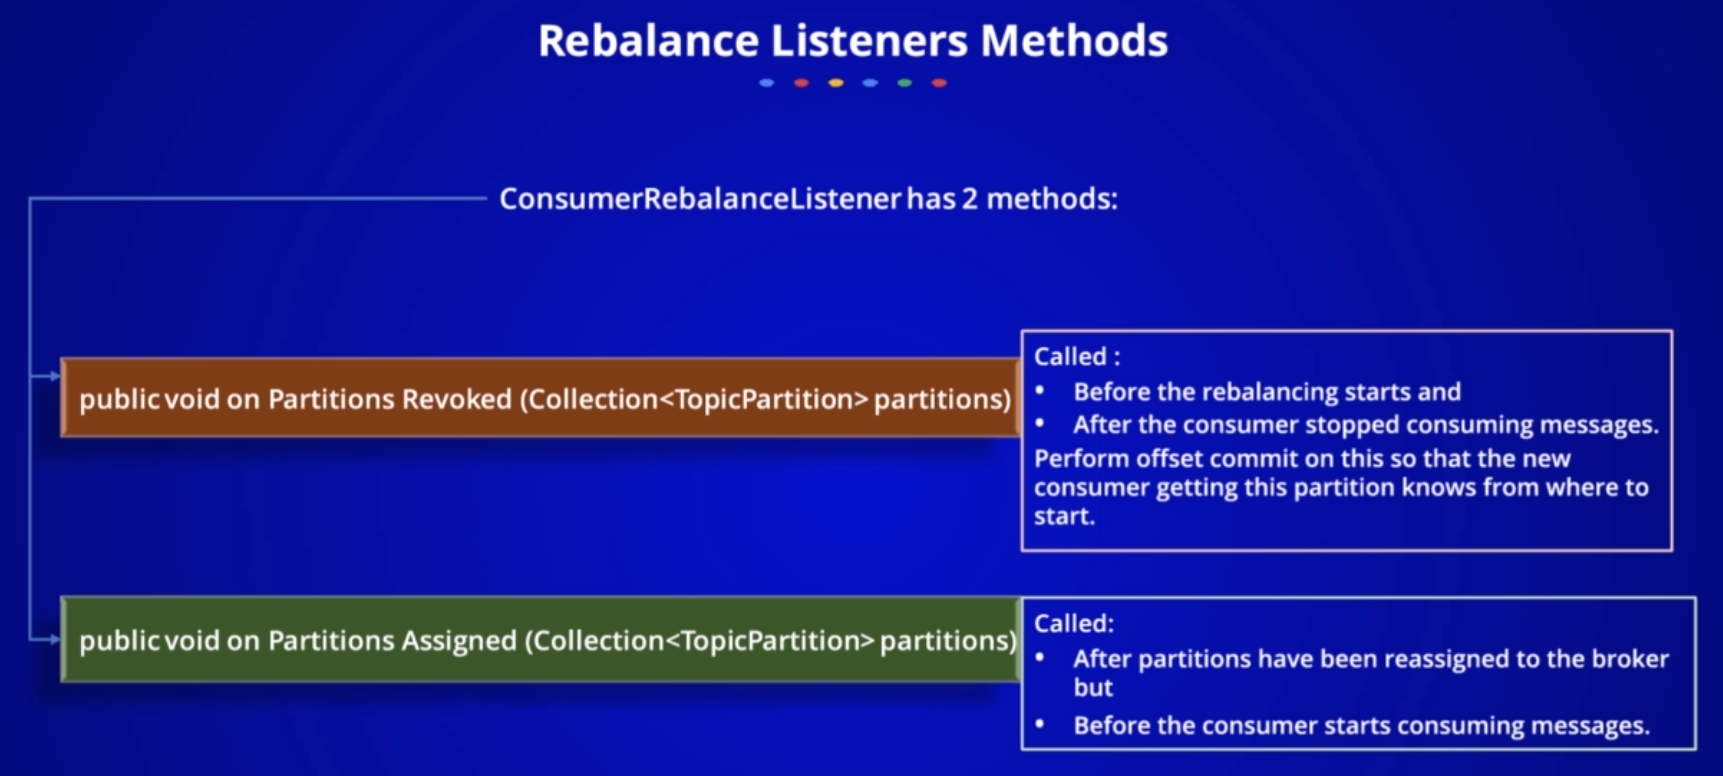 Rebalance Listeners Methods
ConsumerRebalanceListener has 2 methods:
public void on Partitions Revoked (Collection<TopicPartition> partitions)
Called :
• Before the rebalancing starts and
• After the consumer stopped consuming messages.
Perform offset commit on this so that the new
consumer getting this partition knows from where to
start.
public void on Partitions Assigned (Collection<TopicPartition> partitions)
Called:
• After partitions have been reassigned to the broker
but
• Before the consumer starts consuming messages.